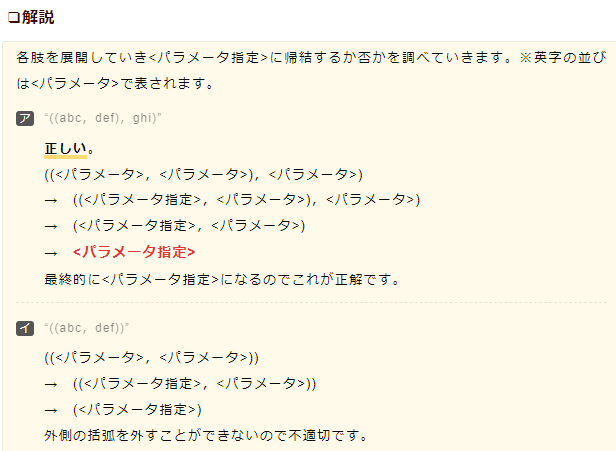 ❏解説
各肢を展開していき<パラメータ指定>に帰結するか否かを調べていきます。※英字の並び
は<パラメータ>で表されます。
ア “((abc, def), ghi)”
正しい。
((<パラメータ>, <パラメータ>), <パラメータ>)
→ ((<パラメータ指定>, <パラメータ>), <パラメータ>)
→ (<パラメータ指定>, <パラメータ>)
→ <パラメータ指定>
最終的に<パラメータ指定>になるのでこれが正解です。
イ “((abc, def))”
((<パラメータ>, <パラメータ>))
→ ((<パラメータ指定>, <パラメータ>))
→ (<パラメータ指定>)
外側の括弧を外すことができないので不適切です。